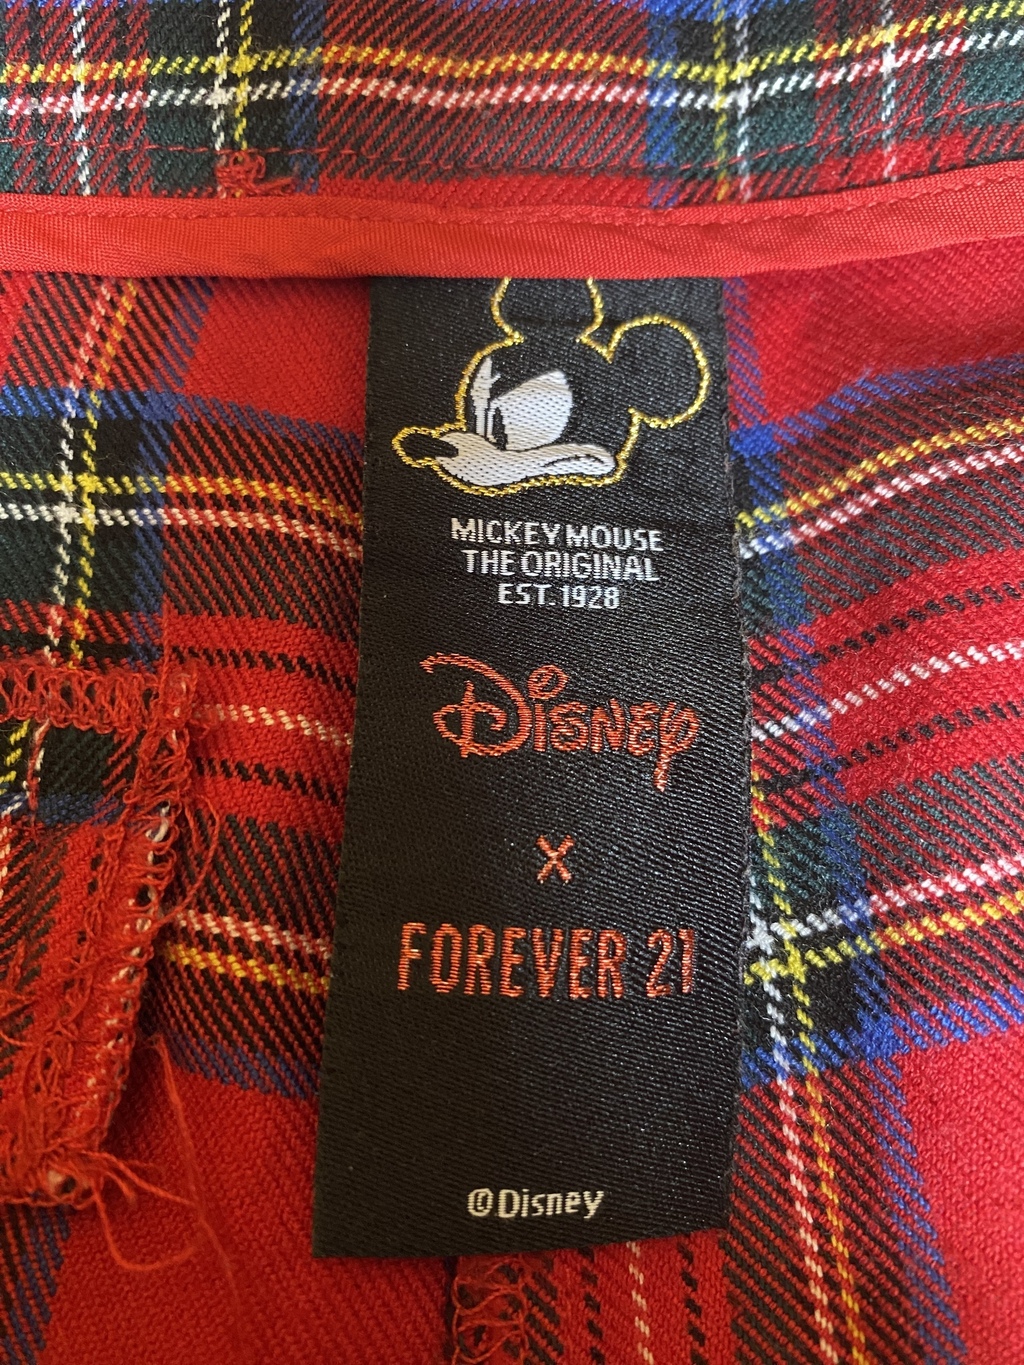 MICKEY MOUSE
THE ORIGINAL
EST. 1928
Disney
X
FOREVER 21
©Disney